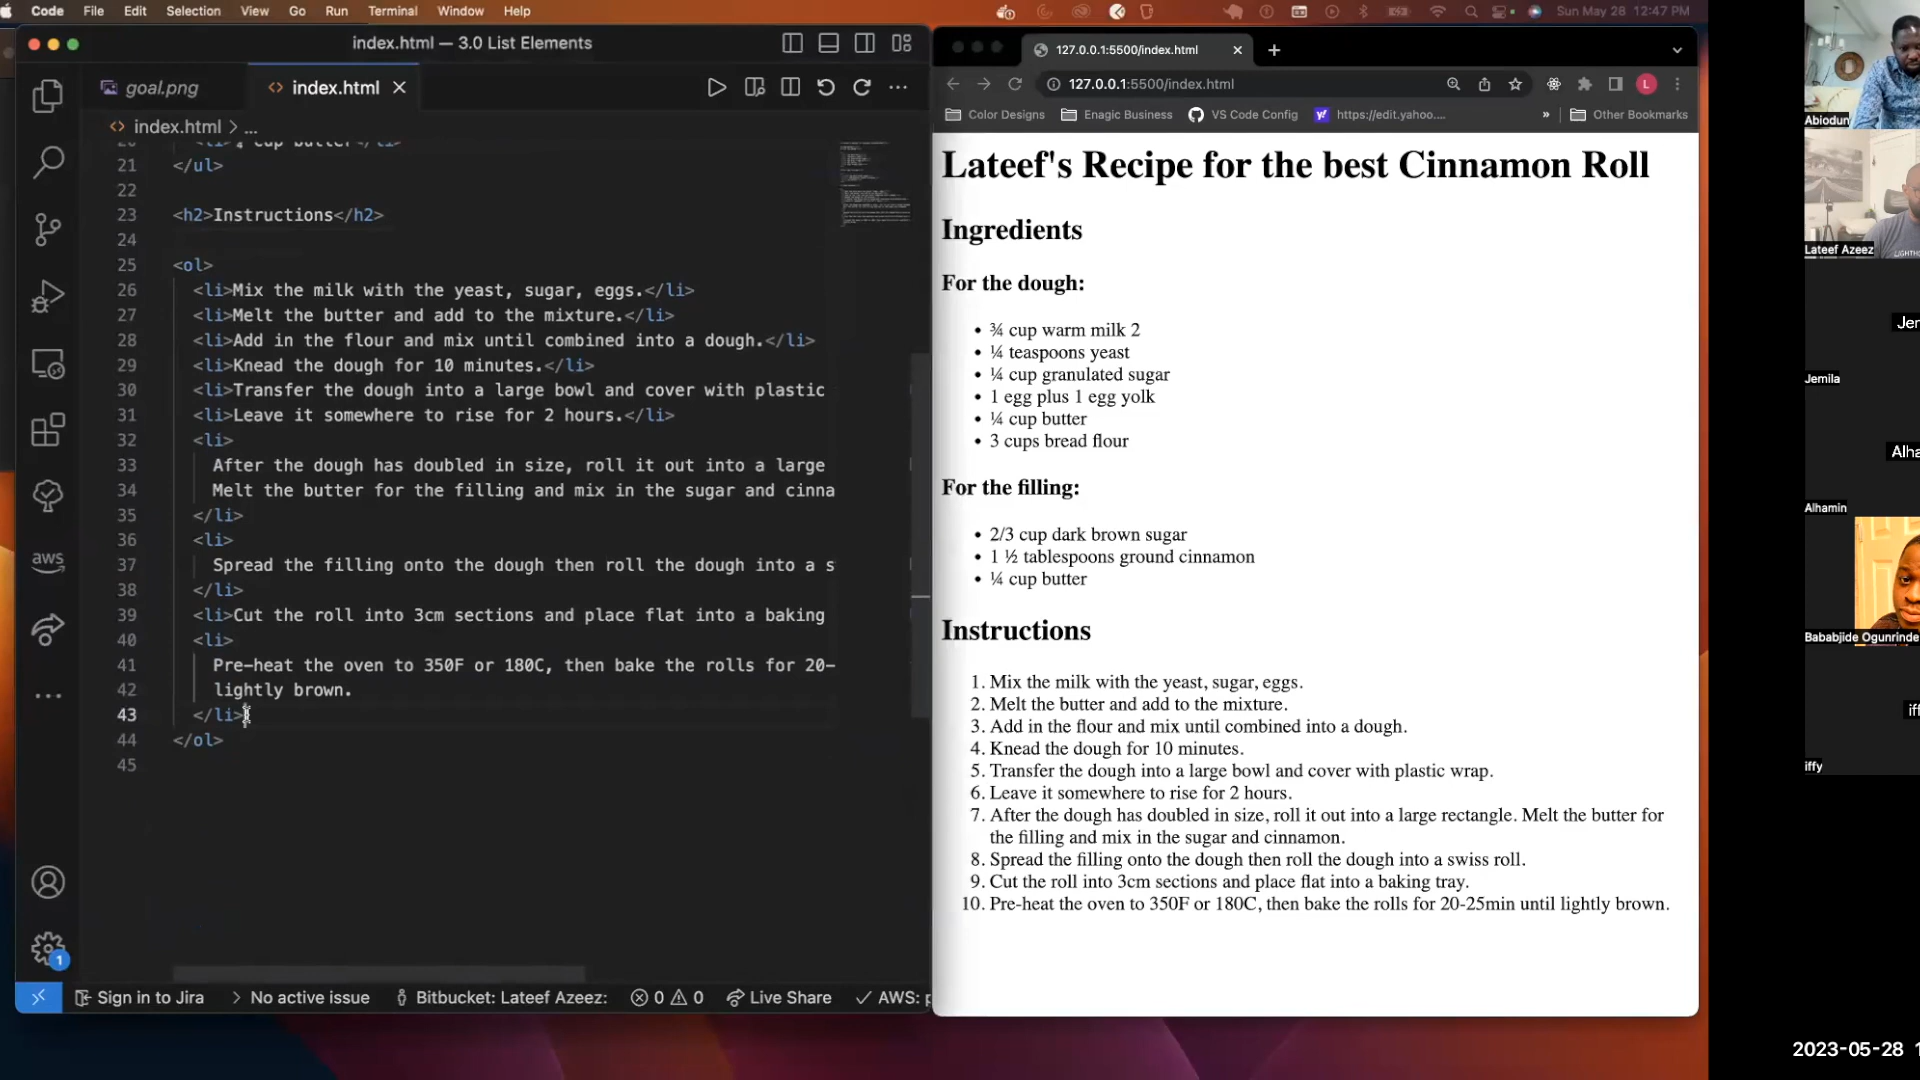 Code File Edit Selection View Go Run Terminal Window Help
Sun May 28 12:47 PM
index.html — 3.0 List Elements
goal.png
index.html
index.html > ...
20 <li>¼ cup butter</li>
21 </ul>
22
23 <h2>Instructions</h2>
24
25 <ol>
26 <li>Mix the milk with the yeast, sugar, eggs.</li>
27 <li>Melt the butter and add to the mixture.</li>
28 <li>Add in the flour and mix until combined into a dough.</li>
29 <li>Knead the dough for 10 minutes.</li>
30 <li>Transfer the dough into a large bowl and cover with plastic
31 <li>Leave it somewhere to rise for 2 hours.</li>
32 <li>
33 After the dough has doubled in size, roll it out into a large
34 Melt the butter for the filling and mix in the sugar and cinna
35 </li>
36 <li>
37 Spread the filling onto the dough then roll the dough into a s
38 </li>
39 <li>Cut the roll into 3cm sections and place flat into a baking
40 <li>
41 Pre-heat the oven to 350F or 180C, then bake the rolls for 20-
42 lightly brown.
43 </li>
44 </ol>
45
aws
1
Sign in to Jira
No active issue
Bitbucket: Lateef Azeez:
0 0
Live Share
AWS: p
127.0.0.1:5500/index.html
127.0.0.1:5500/index.html
L
Color Designs
Enagic Business
VS Code Config
https://edit.yahoo....
»
Other Bookmarks
Lateef's Recipe for the best Cinnamon Roll
Ingredients
For the dough:
• ¾ cup warm milk 2
• ¼ teaspoons yeast
• ¼ cup granulated sugar
• 1 egg plus 1 egg yolk
• ¼ cup butter
• 3 cups bread flour
For the filling:
• 2/3 cup dark brown sugar
• 1 ½ tablespoons ground cinnamon
• ¼ cup butter
Instructions
1. Mix the milk with the yeast, sugar, eggs.
2. Melt the butter and add to the mixture.
3. Add in the flour and mix until combined into a dough.
4. Knead the dough for 10 minutes.
5. Transfer the dough into a large bowl and cover with plastic wrap.
6. Leave it somewhere to rise for 2 hours.
7. After the dough has doubled in size, roll it out into a large rectangle. Melt the butter for
the filling and mix in the sugar and cinnamon.
8. Spread the filling onto the dough then roll the dough into a swiss roll.
9. Cut the roll into 3cm sections and place flat into a baking tray.
10. Pre-heat the oven to 350F or 180C, then bake the rolls for 20-25min until lightly brown.
Abiodun
Lateef Azeez
Jer
Jemila
Alha
Alhamin
Bababjide Ogunrinde
iff
iffy
2023-05-28 1